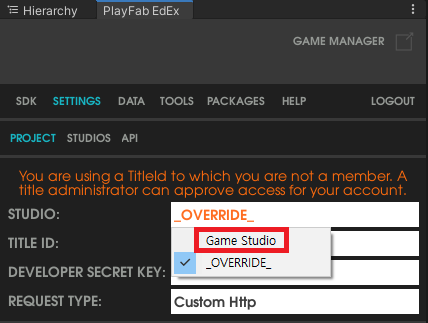 Hierarchy PlayFab EdEx
GAME MANAGER
SDK SETTINGS DATA TOOLS PACKAGES HELP LOGOUT
PROJECT STUDIOS API
You are using a TitleId to which you are not a member. A
title administrator can approve access for your account.
STUDIO: _OVERRIDE_
Game Studio
TITLE ID:
_OVERRIDE_
DEVELOPER SECRET KEY:
REQUEST TYPE: Custom Http